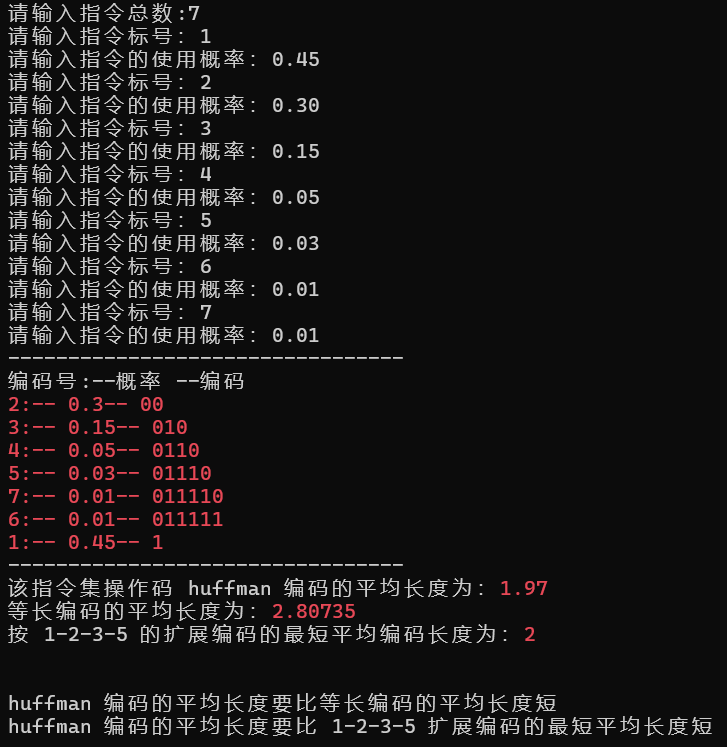 请输入指令总数:7
请输入指令标号: 1
请输入指令的使用概率: 0.45
请输入指令标号: 2
请输入指令的使用概率: 0.30
请输入指令标号: 3
请输入指令的使用概率: 0.15
请输入指令标号: 4
请输入指令的使用概率: 0.05
请输入指令标号: 5
请输入指令的使用概率: 0.03
请输入指令标号: 6
请输入指令的使用概率: 0.01
请输入指令标号: 7
请输入指令的使用概率: 0.01
---------------------------------
编码号:--概率 --编码
2:-- 0.3-- 00
3:-- 0.15-- 010
4:-- 0.05-- 0110
5:-- 0.03-- 01110
7:-- 0.01-- 011110
6:-- 0.01-- 011111
1:-- 0.45-- 1
---------------------------------
该指令集操作码 huffman 编码的平均长度为: 1.97
等长编码的平均长度为: 2.80735
按 1-2-3-5 的扩展编码的最短平均编码长度为: 2
huffman 编码的平均长度要比等长编码的平均长度短
huffman 编码的平均长度要比 1-2-3-5 扩展编码的最短平均长度短